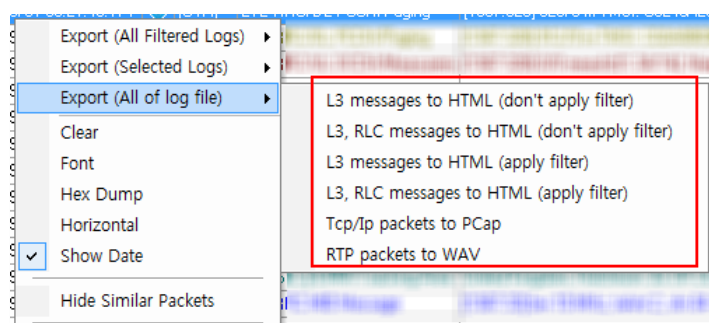 Export (All Filtered Logs)
Export (Selected Logs)
Export (All of log file)
L3 messages to HTML (don't apply filter)
L3, RLC messages to HTML (don't apply filter)
L3 messages to HTML (apply filter)
L3, RLC messages to HTML (apply filter)
Tcp/Ip packets to PCap
RTP packets to WAV
Clear
Font
Hex Dump
Horizontal
Show Date
Hide Similar Packets